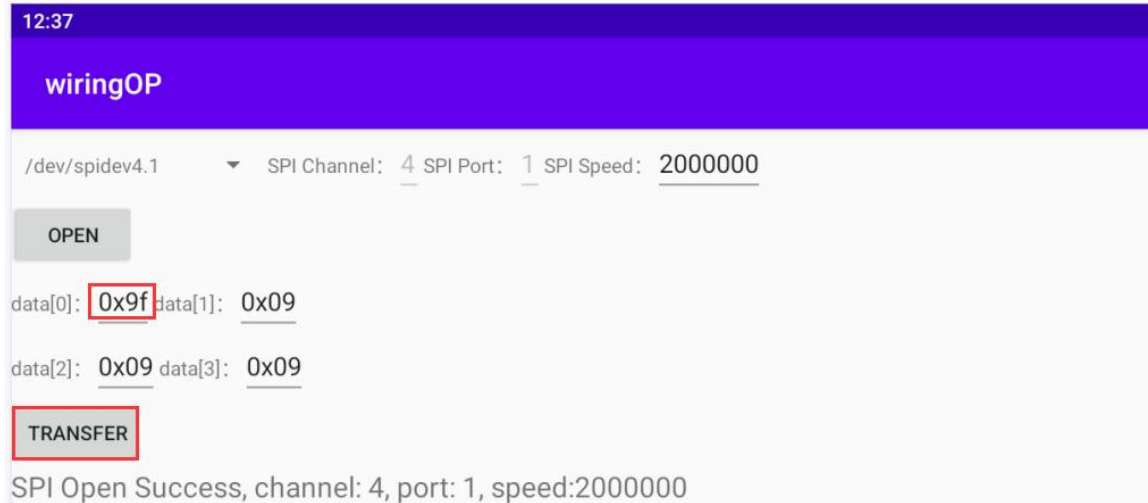 12:37
wiringOP
/dev/spidev4.1 SPI Channel: 4 SPI Port: 1 SPI Speed: 2000000
OPEN
data[0]: 0x9f data[1]: 0x09
data[2]: 0x09 data[3]: 0x09
TRANSFER
SPI Open Success, channel: 4, port: 1, speed:2000000